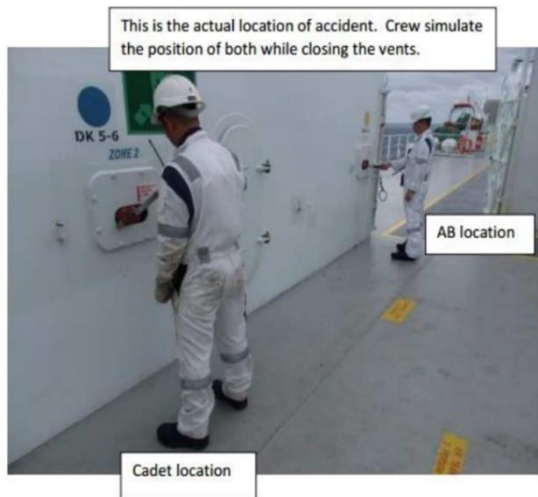 This is the actual location of accident.  Crew simulate
the position of both while closing the vents.
DK 5-6
ZONE 2
AB location
Cadet location